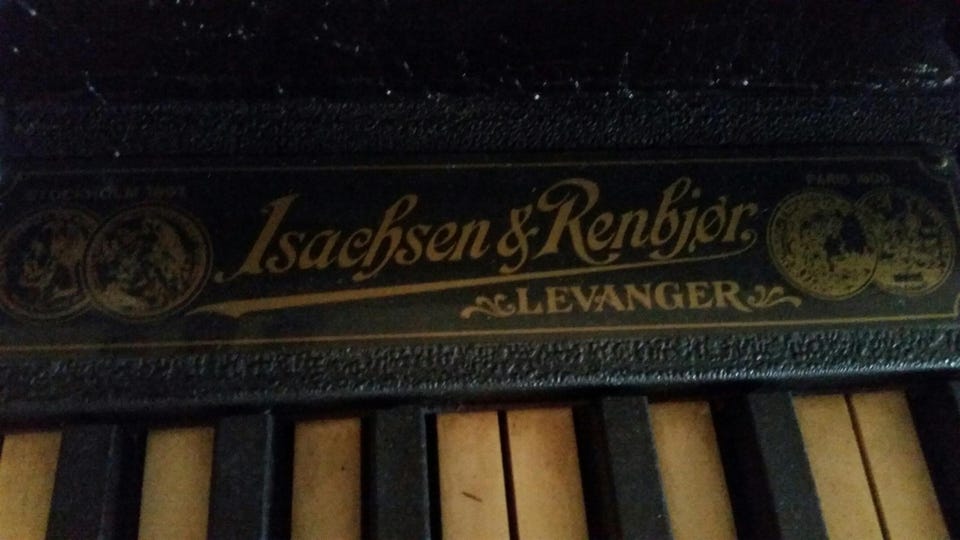 STOCKHOLM 1897
PARIS 1900
Isachsen & Renbjør,
LEVANGER